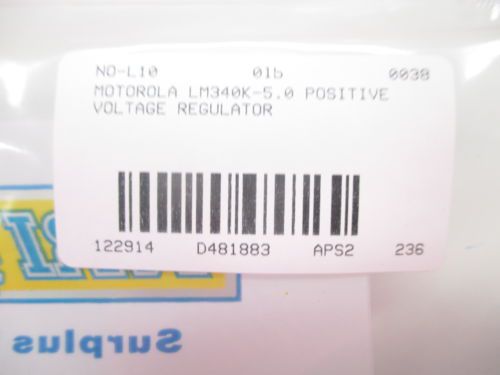 NO-L10 01b 0038
MOTOROLA LM340K-5.0 POSITIVE
VOLTAGE REGULATOR
122914 D481883 APS2 236
Surplus